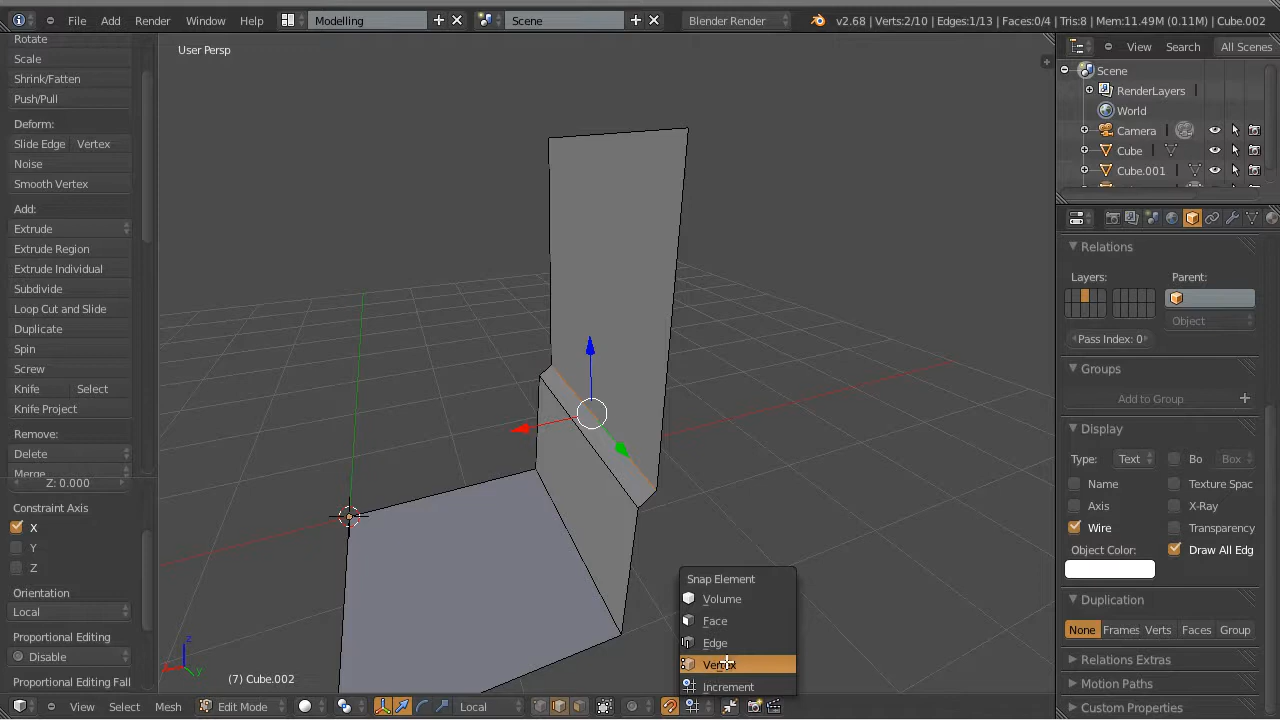 File Add Render Window Help Modelling Scene Blender Render v2.68 | Verts:2/10 | Edges:1/13 | Faces:0/4 | Tris:8 | Mem:11.49M (0.11M) | Cube.002
Rotate
Scale
Shrink/Fatten
Push/Pull
Deform:
Slide Edge Vertex
Noise
Smooth Vertex
Add:
Extrude
Extrude Region
Extrude Individual
Subdivide
Loop Cut and Slide
Duplicate
Spin
Screw
Knife Select
Knife Project
Remove:
Delete
Merge
Z: 0.000
Constraint Axis
X
Y
Z
Orientation
Local
Proportional Editing
Disable
Proportional Editing Fall
User Persp
z
y
(7) Cube.002
Snap Element
Volume
Face
Edge
Vertex
Increment
View Select Mesh Edit Mode Local
View Search All Scenes
Scene
RenderLayers
World
Camera
Cube
Cube.001
Relations
Layers: Parent:
Object
Pass Index: 0
Groups
Add to Group
Display
Type: Text Bo Box
Name Texture Spac
Axis X-Ray
Wire Transparency
Object Color: Draw All Edg
Duplication
None Frames Verts Faces Group
Relations Extras
Motion Paths
Custom Properties